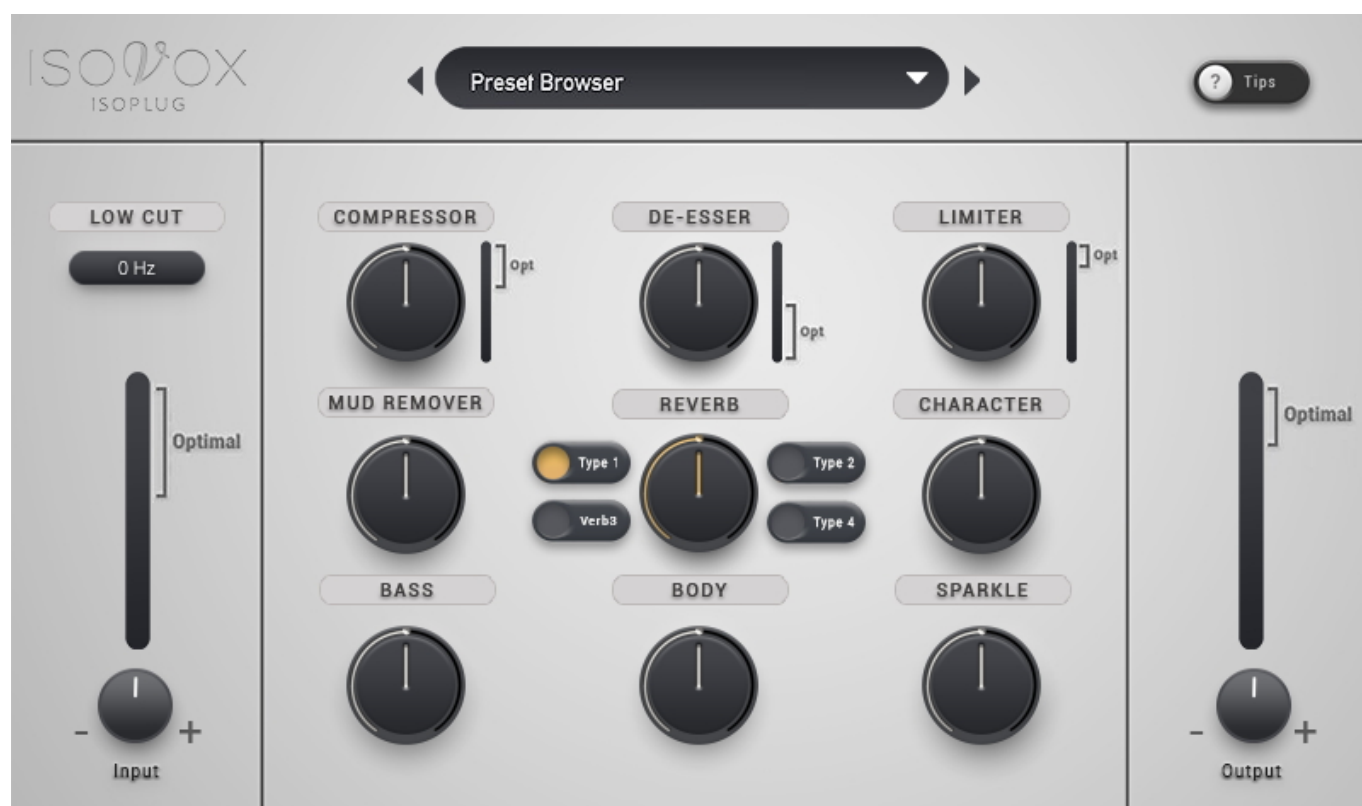 ISOVOX
ISOPLUG
Preset Browser
? Tips
LOW CUT
0 Hz
Optimal
- +
Input
COMPRESSOR
Opt
DE-ESSER
Opt
LIMITER
Opt
MUD REMOVER
REVERB
Type 1
Type 2
Verb3
Type 4
CHARACTER
BASS
BODY
SPARKLE
Optimal
- +
Output